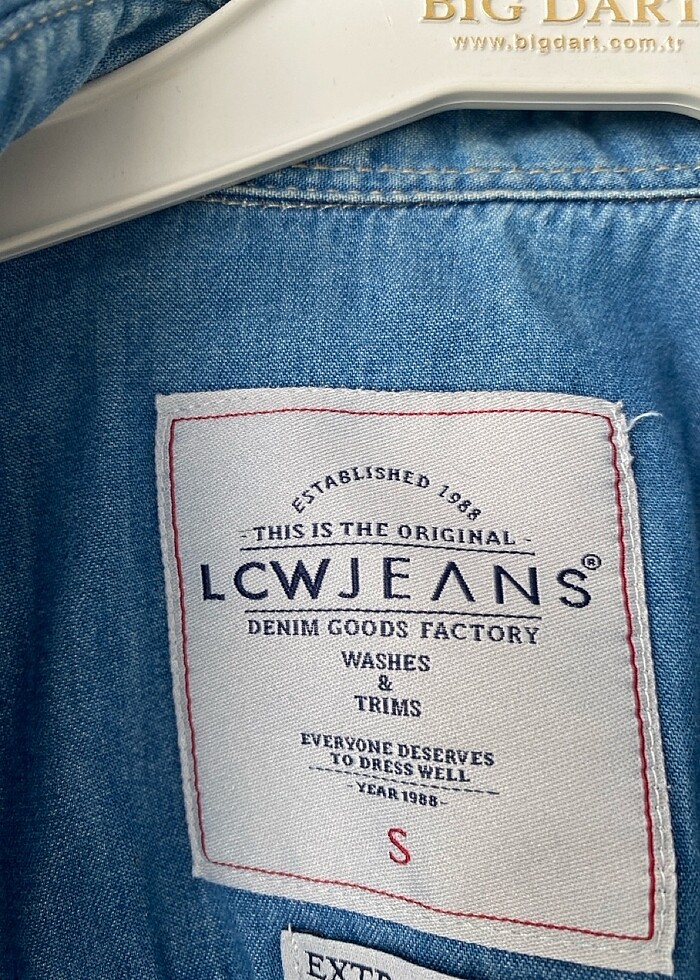 BIG DART
www.bigdart.com.tr
ESTABLISHED 1988
- THIS IS THE ORIGINAL -
LCWJEANS®
DENIM GOODS FACTORY
WASHES
&
TRIMS
EVERYONE DESERVES
TO DRESS WELL
- YEAR 1988 -
S